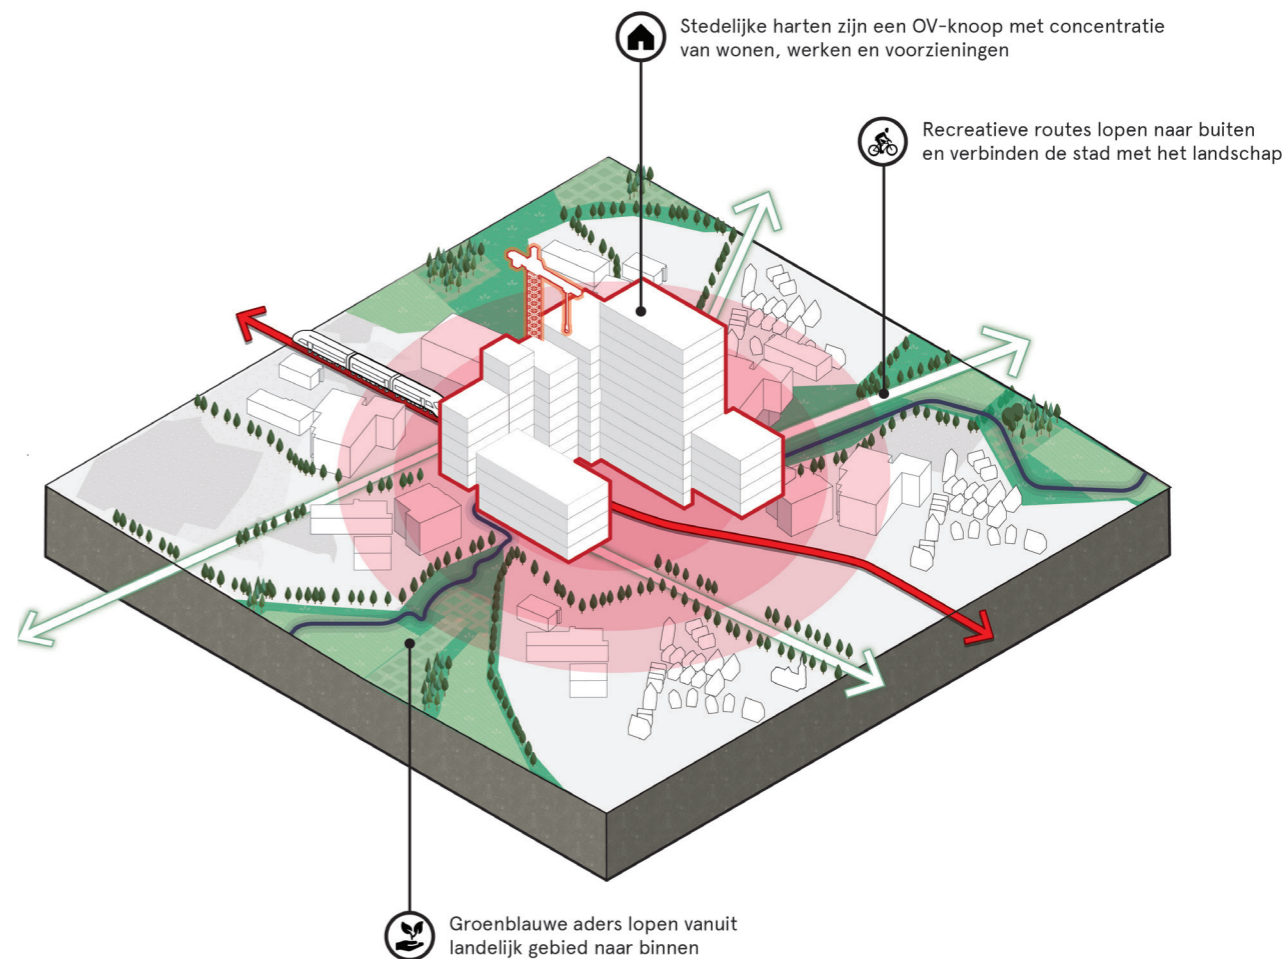 Stedelijke harten zijn een OV-knoop met concentratie
van wonen, werken en voorzieningen
Recreatieve routes lopen naar buiten
en verbinden de stad met het landschap
Groenblauwe aders lopen vanuit
landelijk gebied naar binnen